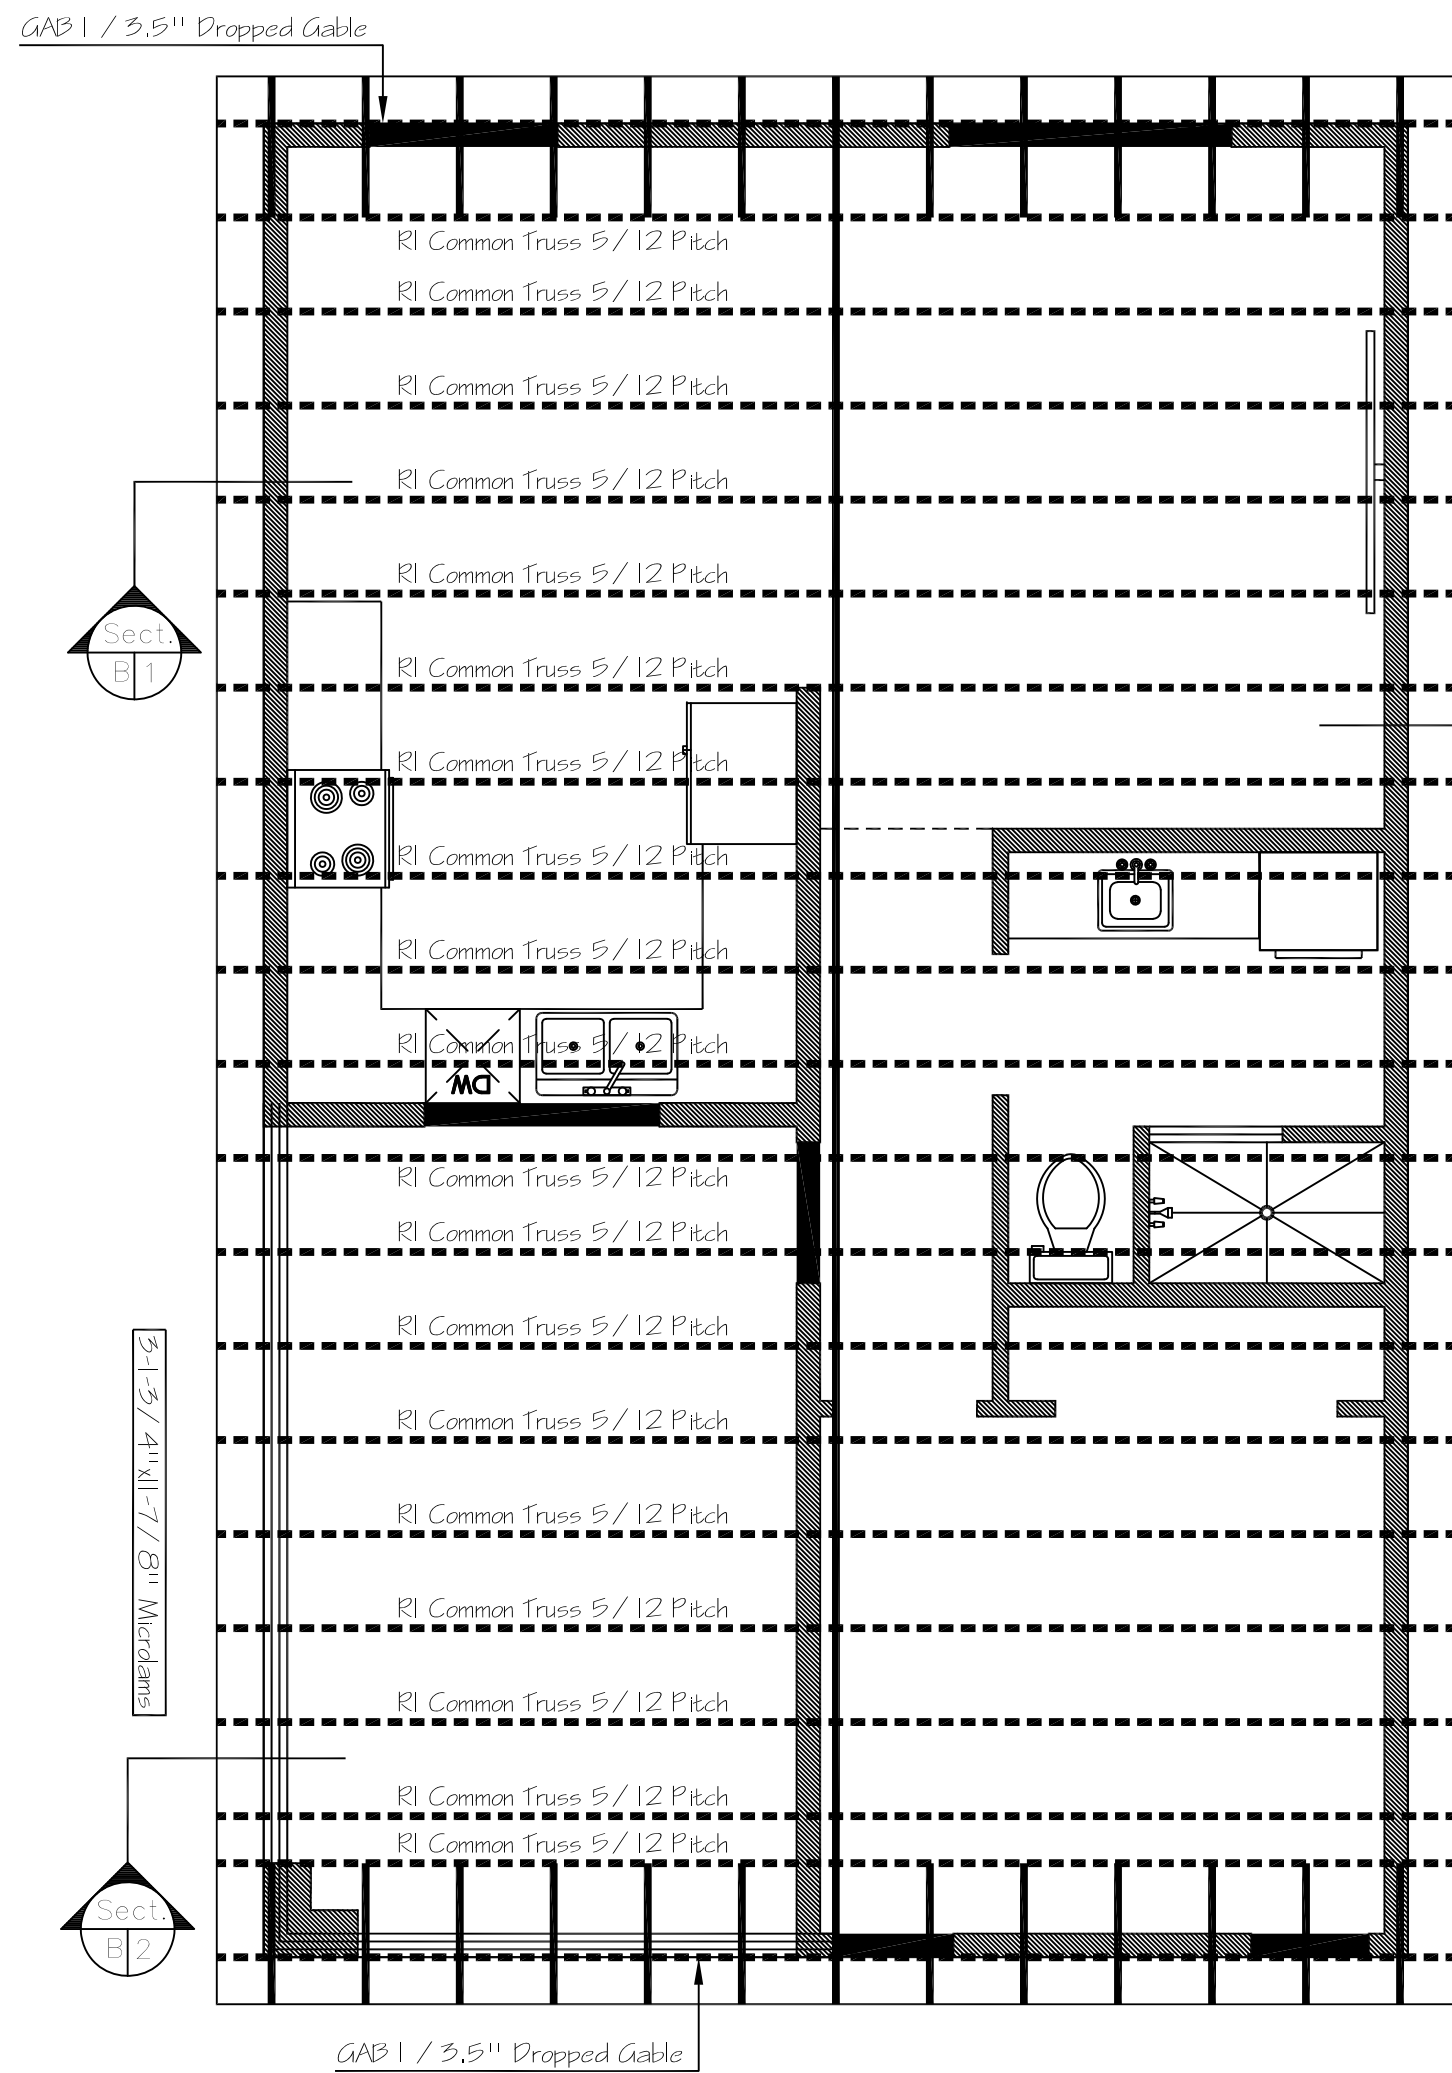 GAB 1 / 3.5" Dropped Gable
R1 Common Truss 5/12 Pitch
R1 Common Truss 5/12 Pitch
R1 Common Truss 5/12 Pitch
R1 Common Truss 5/12 Pitch
R1 Common Truss 5/12 Pitch
Sect.
B 1
R1 Common Truss 5/12 Pitch
R1 Common Truss 5/12 Pitch
R1 Common Truss 5/12 Pitch
R1 Common Truss 5/12 Pitch
R1 Common Truss 5/12 Pitch
DW
R1 Common Truss 5/12 Pitch
R1 Common Truss 5/12 Pitch
R1 Common Truss 5/12 Pitch
3-1-3/4"x11-7/8" Microlams
R1 Common Truss 5/12 Pitch
R1 Common Truss 5/12 Pitch
R1 Common Truss 5/12 Pitch
R1 Common Truss 5/12 Pitch
R1 Common Truss 5/12 Pitch
R1 Common Truss 5/12 Pitch
Sect.
B 2
GAB 1 / 3.5" Dropped Gable